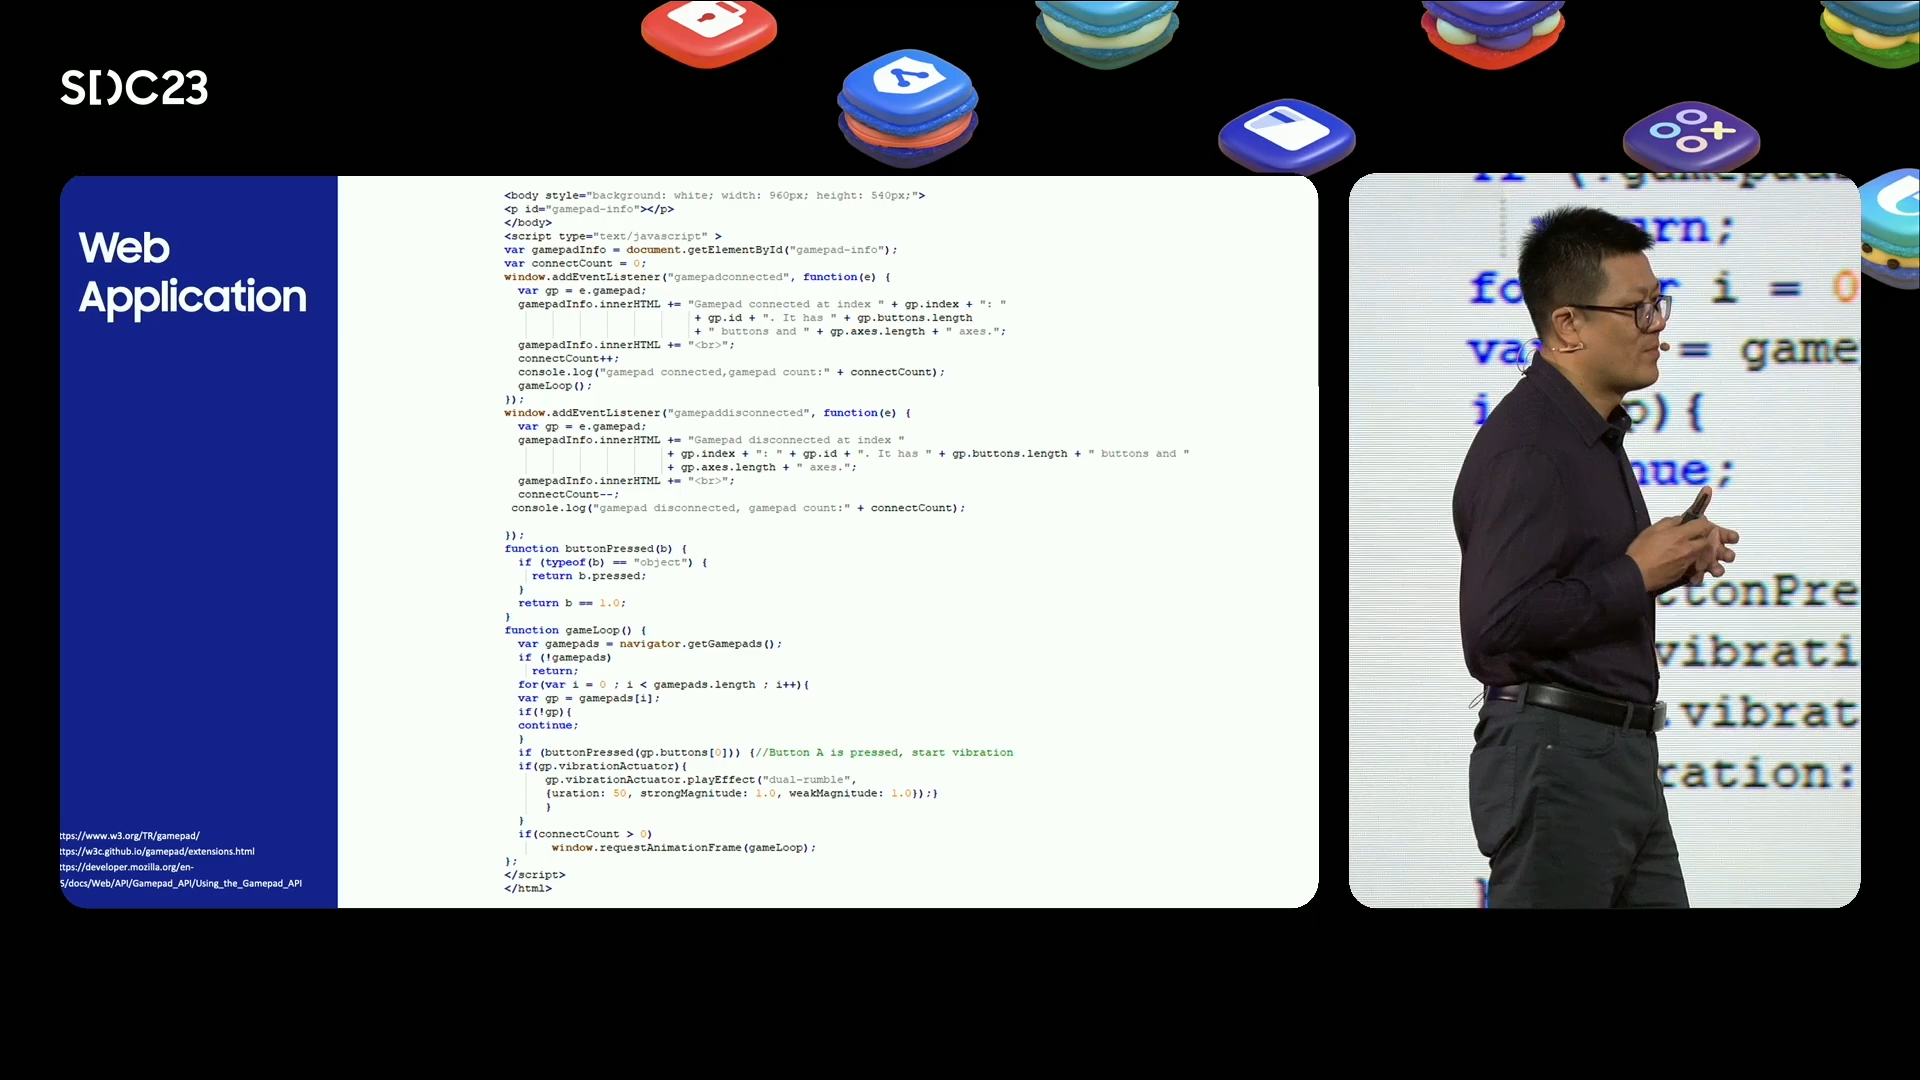 SDC23
Web
Application
ttps://www.w3.org/TR/gamepad/
ttps://w3c.github.io/gamepad/extensions.html
ttps://developer.mozilla.org/en-
S/docs/Web/API/Gamepad_API/Using_the_Gamepad_API
<body style="background: white; width: 960px; height: 540px;">
<p id="gamepad-info"></p>
</body>
<script type="text/javascript" >
var gamepadInfo = document.getElementById("gamepad-info");
var connectCount = 0;
window.addEventListener("gamepadconnected", function(e) {
var gp = e.gamepad;
gamepadInfo.innerHTML += "Gamepad connected at index " + gp.index + ": "
+ gp.id + ". It has " + gp.buttons.length
+ " buttons and " + gp.axes.length + " axes.";
gamepadInfo.innerHTML += "<br>";
connectCount++;
console.log("gamepad connected,gamepad count:" + connectCount);
gameLoop();
});
window.addEventListener("gamepaddisconnected", function(e) {
var gp = e.gamepad;
gamepadInfo.innerHTML += "Gamepad disconnected at index "
+ gp.index + ": " + gp.id + ". It has " + gp.buttons.length + " buttons and "
+ gp.axes.length + " axes.";
gamepadInfo.innerHTML += "<br>";
connectCount--;
console.log("gamepad disconnected, gamepad count:" + connectCount);
});
function buttonPressed(b) {
if (typeof(b) == "object") {
return b.pressed;
}
return b == 1.0;
}
function gameLoop() {
var gamepads = navigator.getGamepads();
if (!gamepads)
return;
for(var i = 0 ; i < gamepads.length ; i++){
var gp = gamepads[i];
if(!gp){
continue;
}
if (buttonPressed(gp.buttons[0])) {//Button A is pressed, start vibration
if(gp.vibrationActuator){
gp.vibrationActuator.playEffect("dual-rumble",
{uration: 50, strongMagnitude: 1.0, weakMagnitude: 1.0});}
}
}
if(connectCount > 0)
window.requestAnimationFrame(gameLoop);
};
</script>
</html>
urn;
fo r i = 0
va = game
i p){
nue;
tonPre
vibrati
.vibrat
ration: